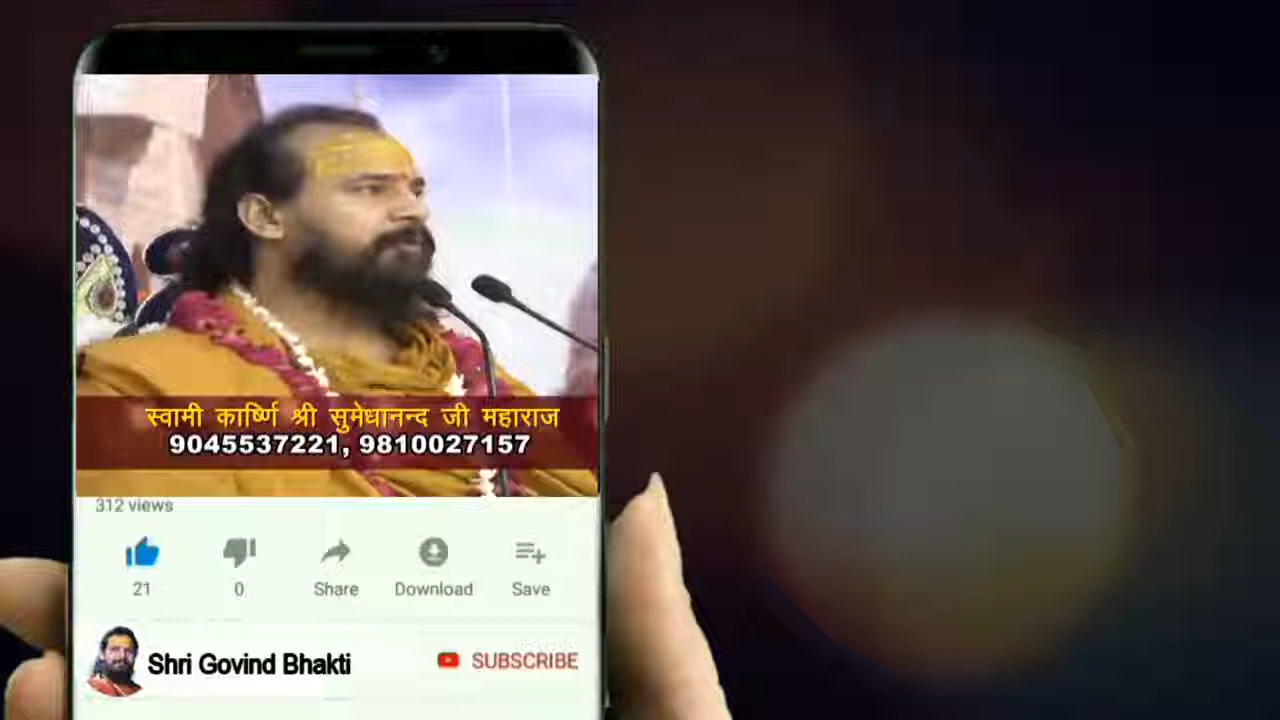 स्वामी कार्ष्णि श्री सुमेधानन्द जी महाराज
9045537221, 9810027157
312 views
21
0
Share
Download
Save
Shri Govind Bhakti
SUBSCRIBE